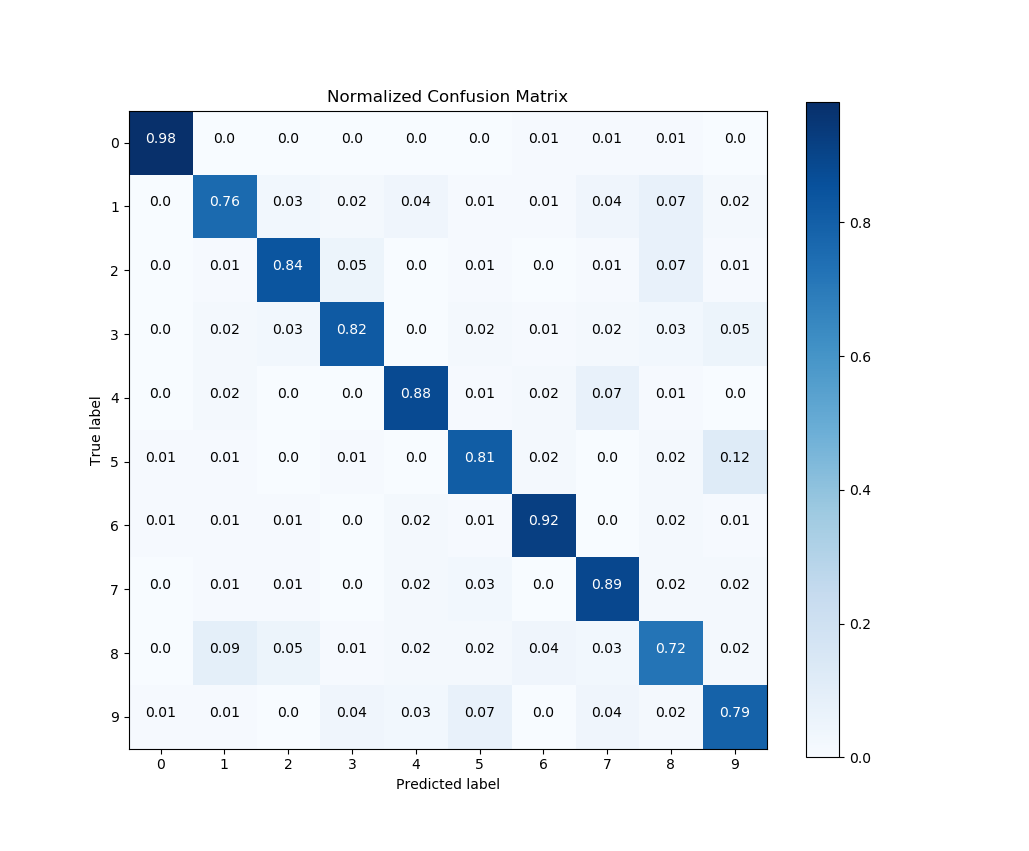 Normalized Confusion Matrix
0 0.98 0.0 0.0 0.0 0.0 0.0 0.01 0.01 0.01 0.0
1 0.0 0.76 0.03 0.02 0.04 0.01 0.01 0.04 0.07 0.02
2 0.0 0.01 0.84 0.05 0.0 0.01 0.0 0.01 0.07 0.01
3 0.0 0.02 0.03 0.82 0.0 0.02 0.01 0.02 0.03 0.05
4 0.0 0.02 0.0 0.0 0.88 0.01 0.02 0.07 0.01 0.0
5 0.01 0.01 0.0 0.01 0.0 0.81 0.02 0.0 0.02 0.12
6 0.01 0.01 0.01 0.0 0.02 0.01 0.92 0.0 0.02 0.01
7 0.0 0.01 0.01 0.0 0.02 0.03 0.0 0.89 0.02 0.02
8 0.0 0.09 0.05 0.01 0.02 0.02 0.04 0.03 0.72 0.02
9 0.01 0.01 0.0 0.04 0.03 0.07 0.0 0.04 0.02 0.79
0 1 2 3 4 5 6 7 8 9
Predicted label
True label
0.8
0.6
0.4
0.2
0.0